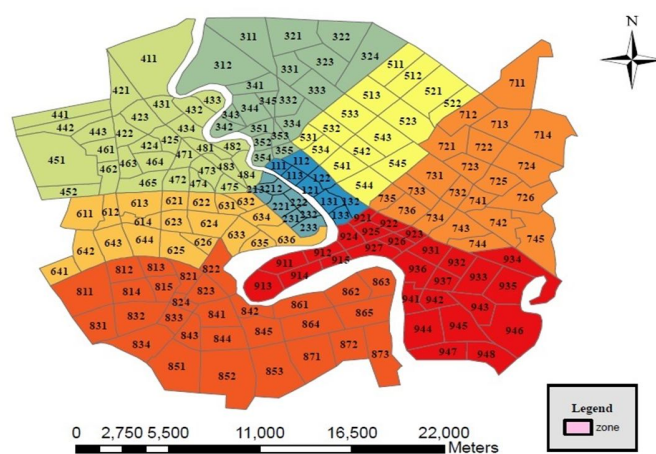 N
311 321 322
411 312 323 324
331 511 711
421 341 333 512
441 431 432 433 343 344 345 332 513 521
442 423 342 334 533 522 712 713
443 422 434 351 353 531 532 523 714
451 461 424 425 481 482 352 355 534 543 721 722
462 463 464 471 483 354 111 112 542 724
452 465 472 473 484 113 122 541 545 731 723
474 475 213 212 121 544 733 732 725
611 612 613 621 622 631 632 221 222 131 132 735 741 726
614 623 624 634 231 232 133 921 736 734
642 643 644 626 633 233 924 925 922 923 743 742
641 625 635 636 927 926 744 745
811 812 813 821 822 911 912 915 931 932 934
814 815 823 913 914 936 933
824 862 863 937 935
831 832 833 841 842 861 941 942 943
834 843 844 845 864 865 944 945 946
851 871 872 947 948
852 853 873
Legend
zone
0 2,750 5,500 11,000 16,500 22,000
Meters